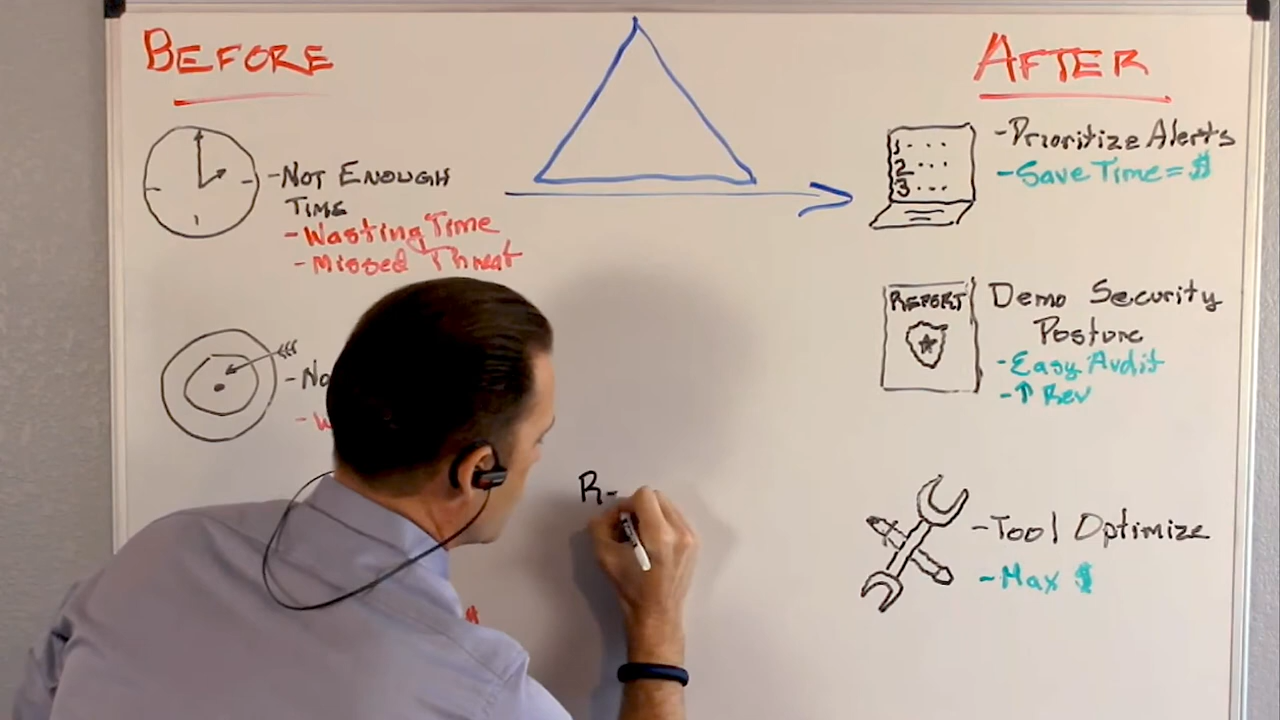 BEFORE
-NOT ENOUGH
TIME
-Wasting Time
-Missed Threat
-No
-W
R-
AFTER
1...
2...
3...
-Prioritize Alerts
-Save Time = $
REPORT
Demo Security
Posture
-Easy Audit
-↑ Rev
-Tool Optimize
-Max $